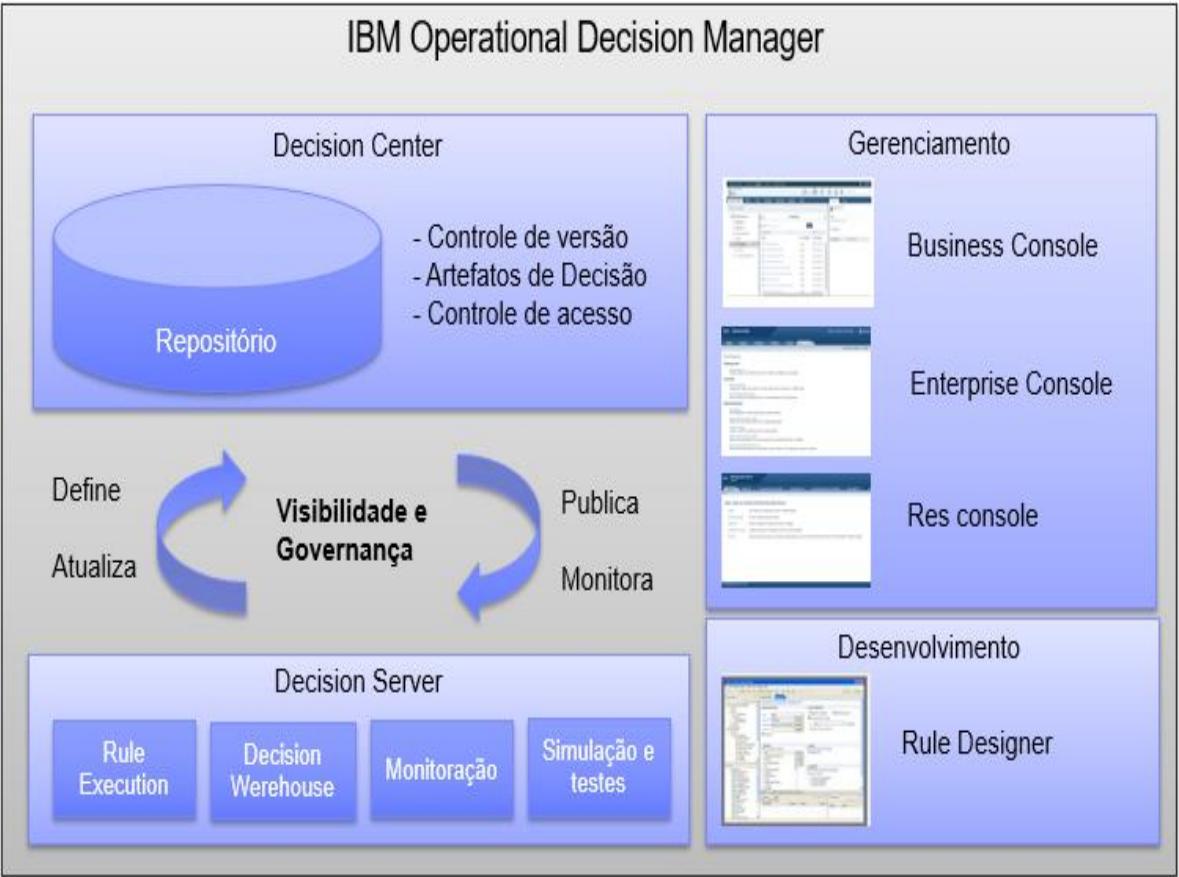 IBM Operational Decision Manager
Decision Center
Repositório
- Controle de versão
- Artefatos de Decisão
- Controle de acesso
Define
Atualiza
Visibilidade e
Governança
Publica
Monitora
Decision Server
Rule
Execution
Decision
Werehouse
Monitoração
Simulação e
testes
Gerenciamento
Business Console
Enterprise Console
Res console
Desenvolvimento
Rule Designer